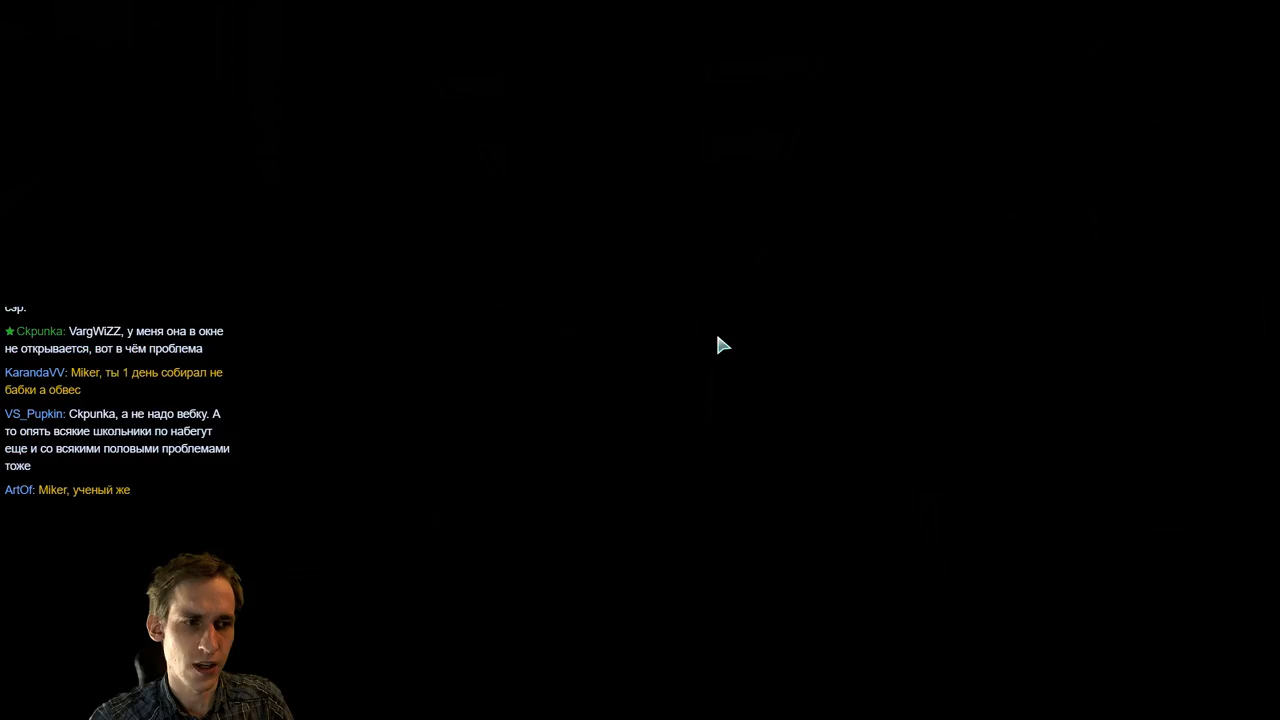 сэр.
Ckpunka: VargWiZZ, у меня она в окне
не открывается, вот в чём проблема
KarandaVV: Miker, ты 1 день собирал не
бабки а обвес
VS_Pupkin: Ckpunka, а не надо вебку. А
то опять всякие школьники по набегут
еще и со всякими половыми проблемами
тоже
ArtOf: Miker, ученый же